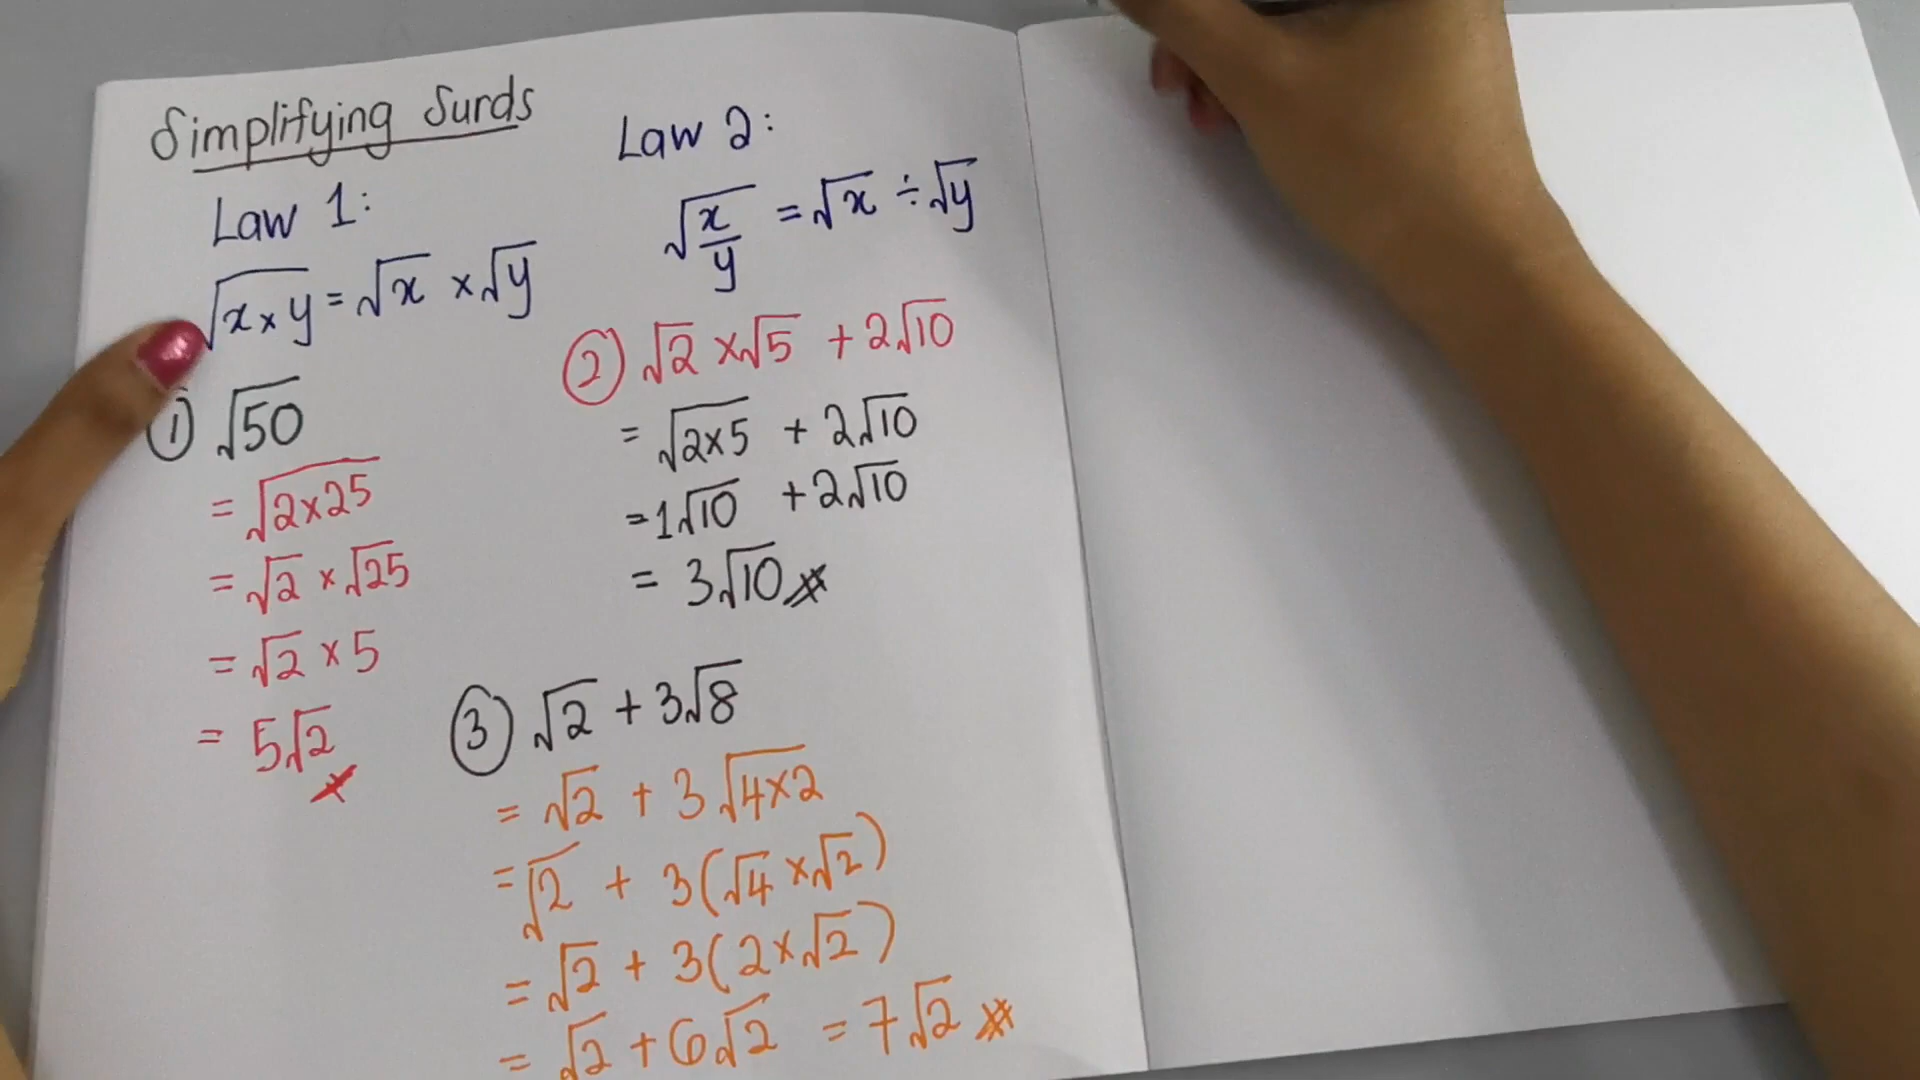 Simplifying Surds
Law 1:
√(x × y) = √x × √y
① √50
= √(2×25)
= √2 × √25
= √2 × 5
= 5√2
Law 2:
√(x/y) = √x ÷ √y
② √2 × √5 + 2√10
= √(2×5) + 2√10
= 1√10 + 2√10
= 3√10
③ √2 + 3√8
= √2 + 3√(4×2)
= √2 + 3(√4 × √2)
= √2 + 3(2 × √2)
= √2 + 6√2 = 7√2